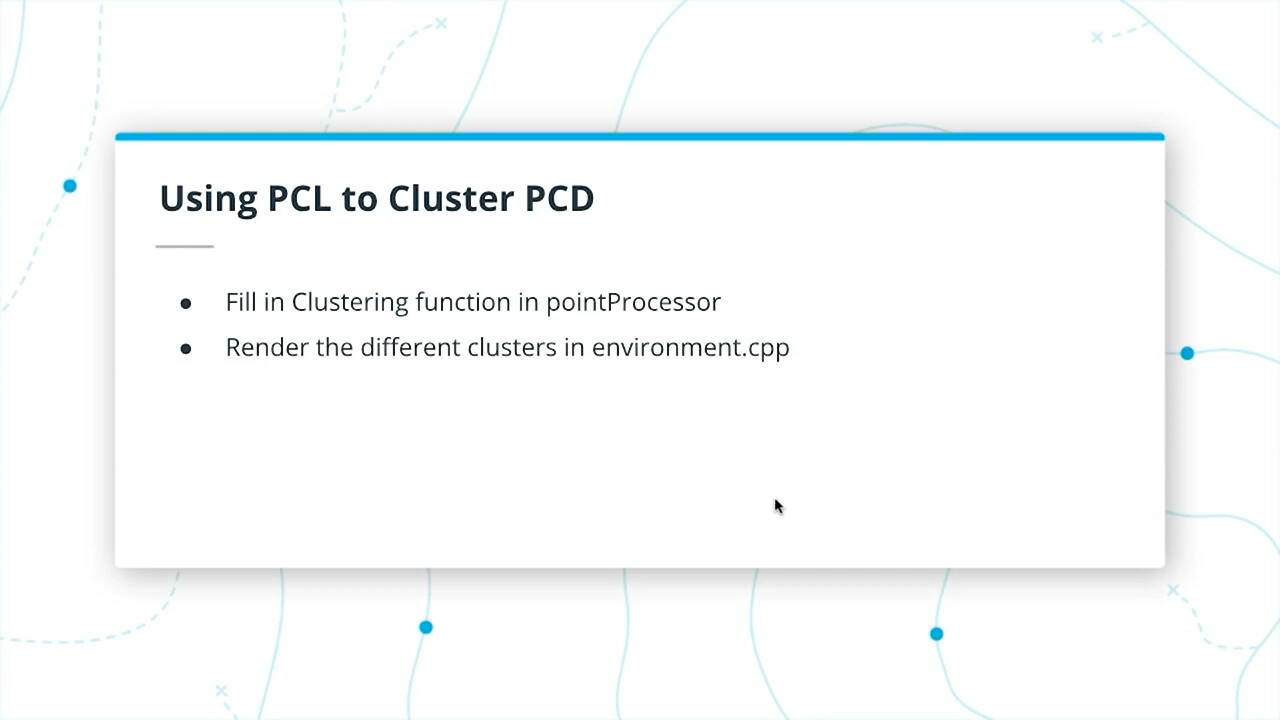 Using PCL to Cluster PCD
● Fill in Clustering function in pointProcessor
● Render the different clusters in environment.cpp